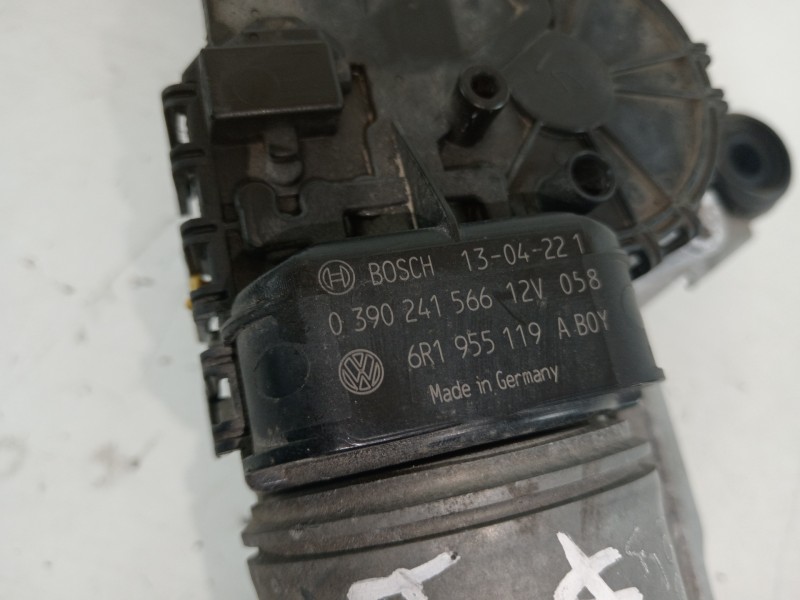 BOSCH 13-04-22 1
0 390 241 566 12V 058
6R1 955 119 A BOY
Made in Germany